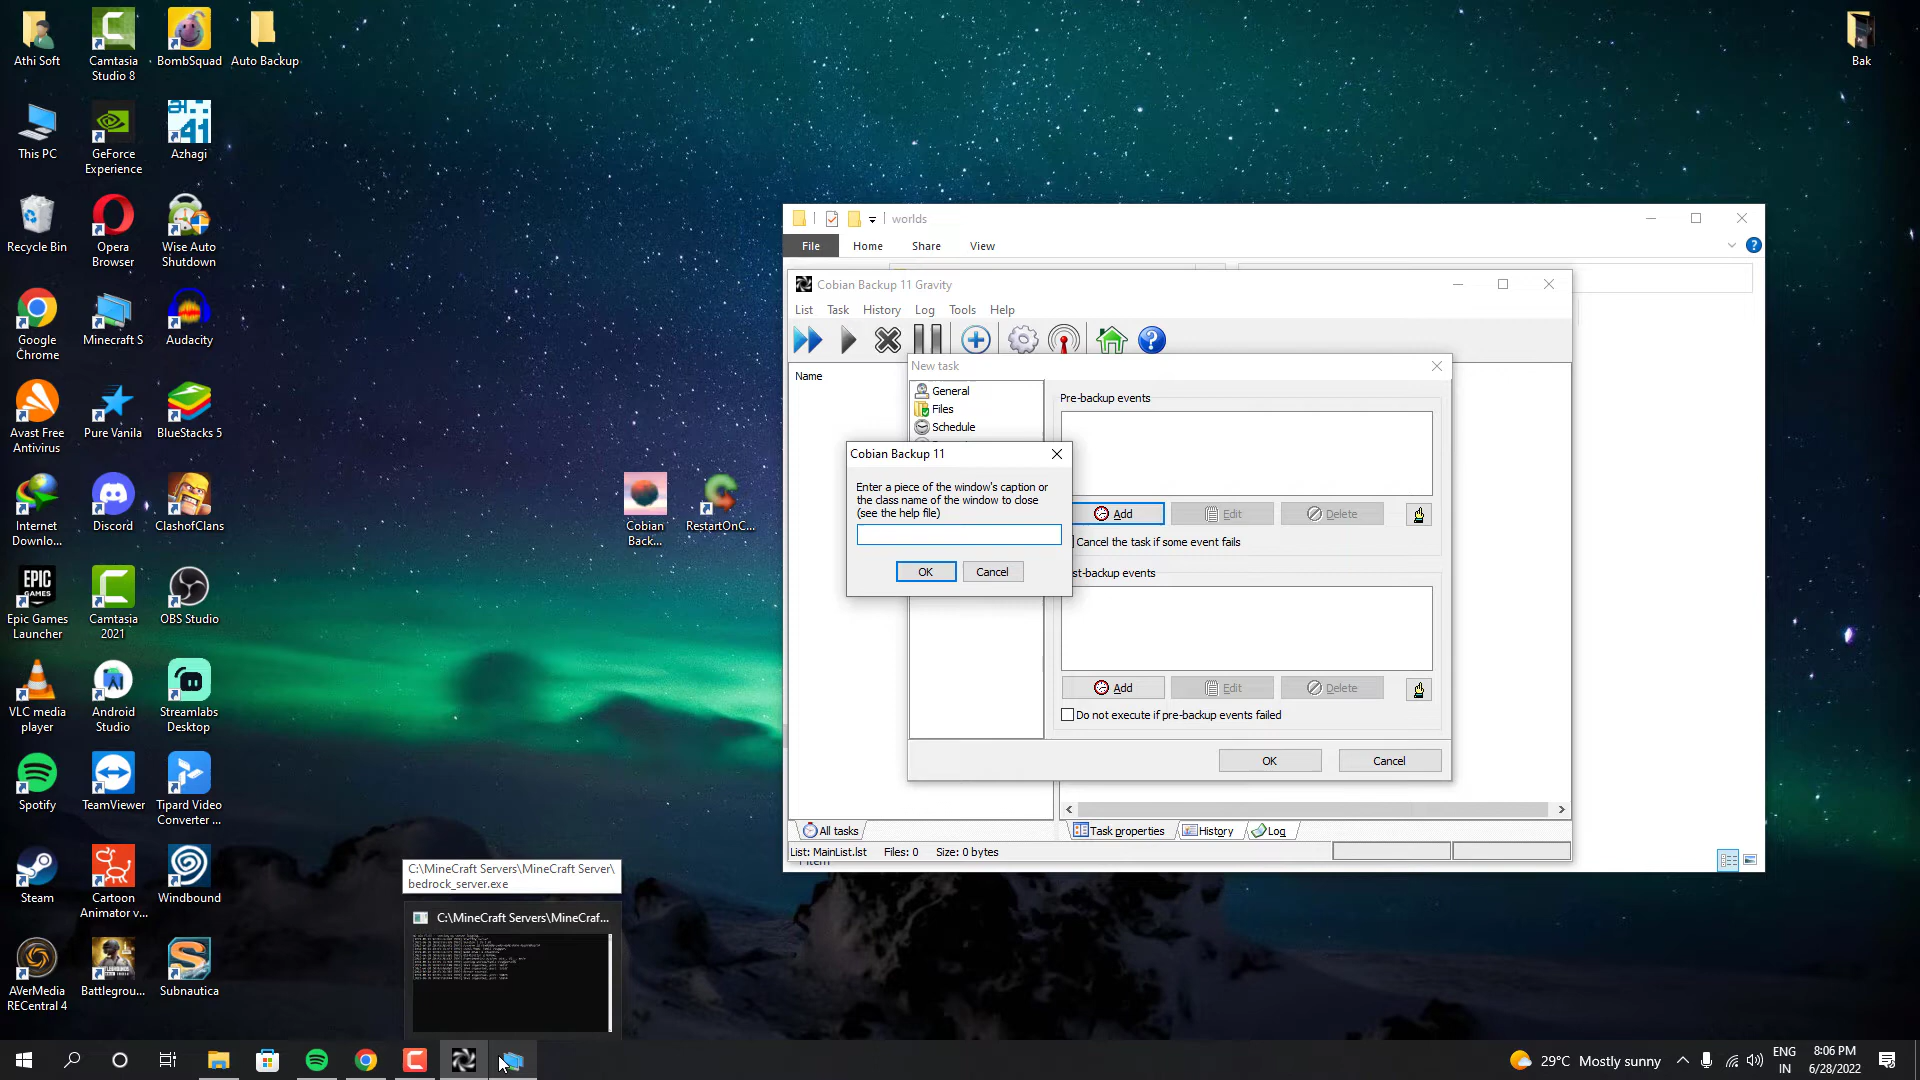 Athi Soft
Camtasia
Studio 8
BombSquad
Auto Backup
Bak
This PC
GeForce
Experience
Azhagi
Recycle Bin
Opera
Browser
Wise Auto
Shutdown
Google
Chrome
Minecraft S
Audacity
Avast Free
Antivirus
Pure Vanila
BlueStacks 5
Internet
Downlo...
Discord
ClashofClans
Cobian
Back...
RestartOnC...
EPIC
GAMES
Epic Games
Launcher
Camtasia
2021
OBS Studio
VLC media
player
Android
Studio
Streamlabs
Desktop
Spotify
TeamViewer
Tipard Video
Converter ...
Steam
Cartoon
Animator v...
Windbound
AVerMedia
RECentral 4
Battlegrou...
Subnautica
worlds
File
Home
Share
View
Cobian Backup 11 Gravity
List
Task
History
Log
Tools
Help
Name
New task
General
Files
Schedule
Pre-backup events
Add
Edit
Delete
Cancel the task if some event fails
st-backup events
Add
Edit
Delete
Do not execute if pre-backup events failed
OK
Cancel
Cobian Backup 11
Enter a piece of the window's caption or
the class name of the window to close
(see the help file)
OK
Cancel
All tasks
Task properties
History
Log
List: MainList.lst
Files: 0
Size: 0 bytes
C:\MineCraft Servers\MineCraft Server\
bedrock_server.exe
C:\MineCraft Servers\MineCraf...
29°C Mostly sunny
ENG
IN
8:06 PM
6/28/2022